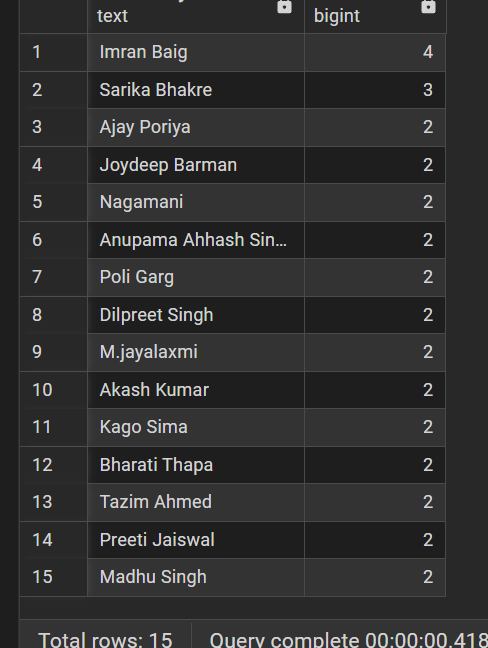 text bigint
1 Imran Baig 4
2 Sarika Bhakre 3
3 Ajay Poriya 2
4 Joydeep Barman 2
5 Nagamani 2
6 Anupama Ahhash Sin... 2
7 Poli Garg 2
8 Dilpreet Singh 2
9 M.jayalaxmi 2
10 Akash Kumar 2
11 Kago Sima 2
12 Bharati Thapa 2
13 Tazim Ahmed 2
14 Preeti Jaiswal 2
15 Madhu Singh 2
Total rows: 15 Query complete 00:00:00.418